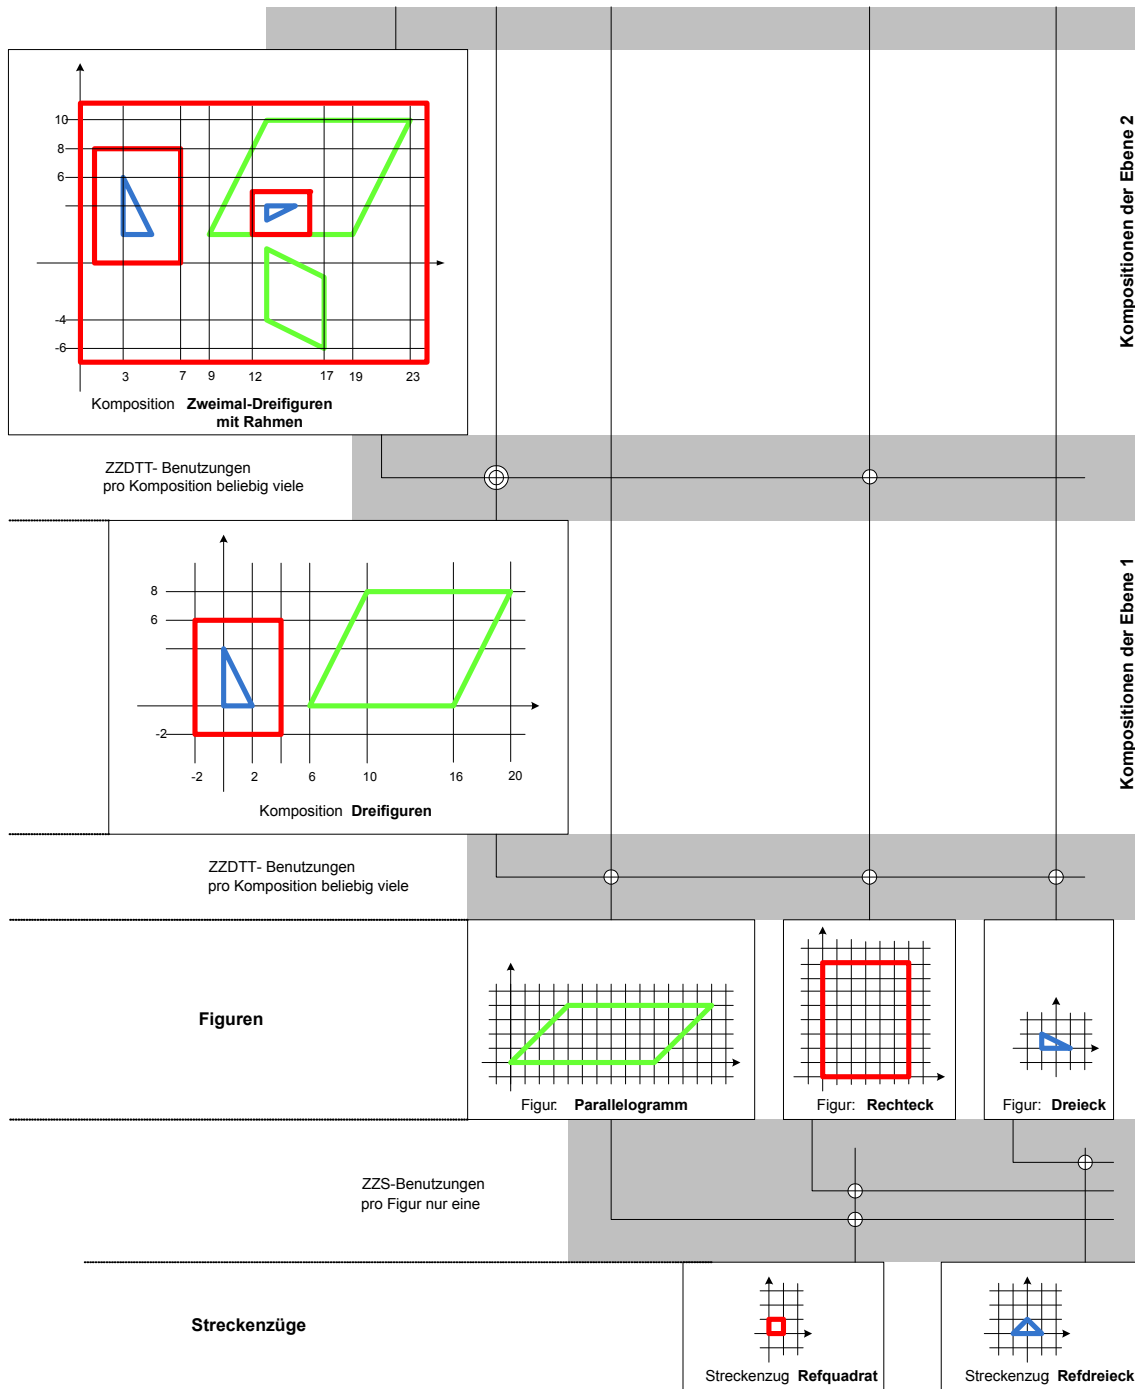 Kompositionen der Ebene 2
10
8
6
-4
-6
3 7 9 12 17 19 23
Komposition Zweimal-Dreifiguren
mit Rahmen
ZZDTT- Benutzungen
pro Komposition beliebig viele
Kompositionen der Ebene 1
8
6
-2
-2 2 6 10 16 20
Komposition Dreifiguren
ZZDTT- Benutzungen
pro Komposition beliebig viele
Figuren
Figur: Parallelogramm
Figur: Rechteck
Figur: Dreieck
ZZS-Benutzungen
pro Figur nur eine
Streckenzüge
Streckenzug Refquadrat
Streckenzug Refdreieck